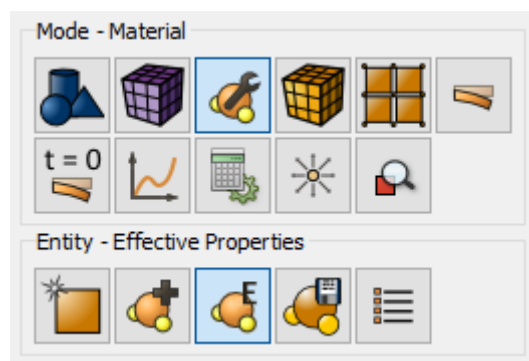 Mode - Material
t = 0
Entity - Effective Properties
E